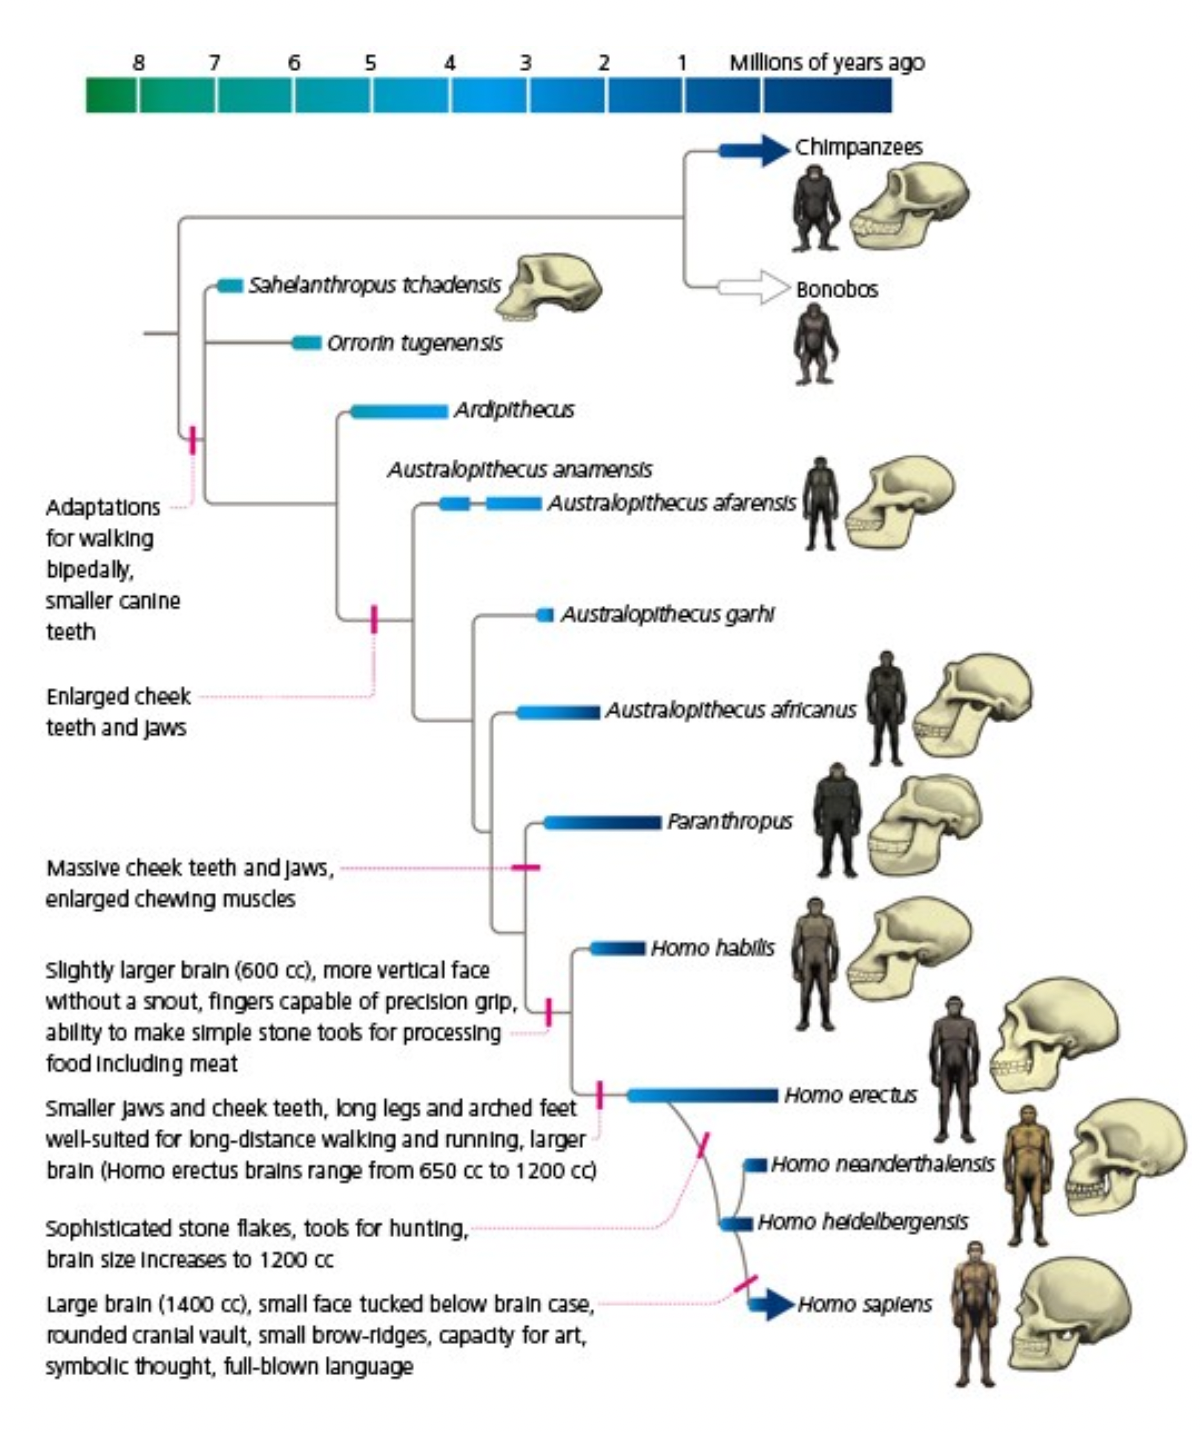 8 7 6 5 4 3 2 1 Millions of years ago
Chimpanzees
Sahelanthropus tchadensis
Bonobos
Orrorin tugenensis
Ardipithecus
Australopithecus anamensis
Australopithecus afarensis
Adaptations
for walking
bipedally,
smaller canine
teeth
Australopithecus garhi
Enlarged cheek
teeth and jaws
Australopithecus africanus
Paranthropus
Massive cheek teeth and jaws,
enlarged chewing muscles
Homo habilis
Slightly larger brain (600 cc), more vertical face
without a snout, fingers capable of precision grip,
ability to make simple stone tools for processing
food including meat
Homo erectus
Smaller jaws and cheek teeth, long legs and arched feet
well-suited for long-distance walking and running, larger
brain (Homo erectus brains range from 650 cc to 1200 cc)
Homo neanderthalensis
Homo heidelbergensis
Sophisticated stone flakes, tools for hunting,
brain size increases to 1200 cc
Homo sapiens
Large brain (1400 cc), small face tucked below brain case,
rounded cranial vault, small brow-ridges, capacity for art,
symbolic thought, full-blown language